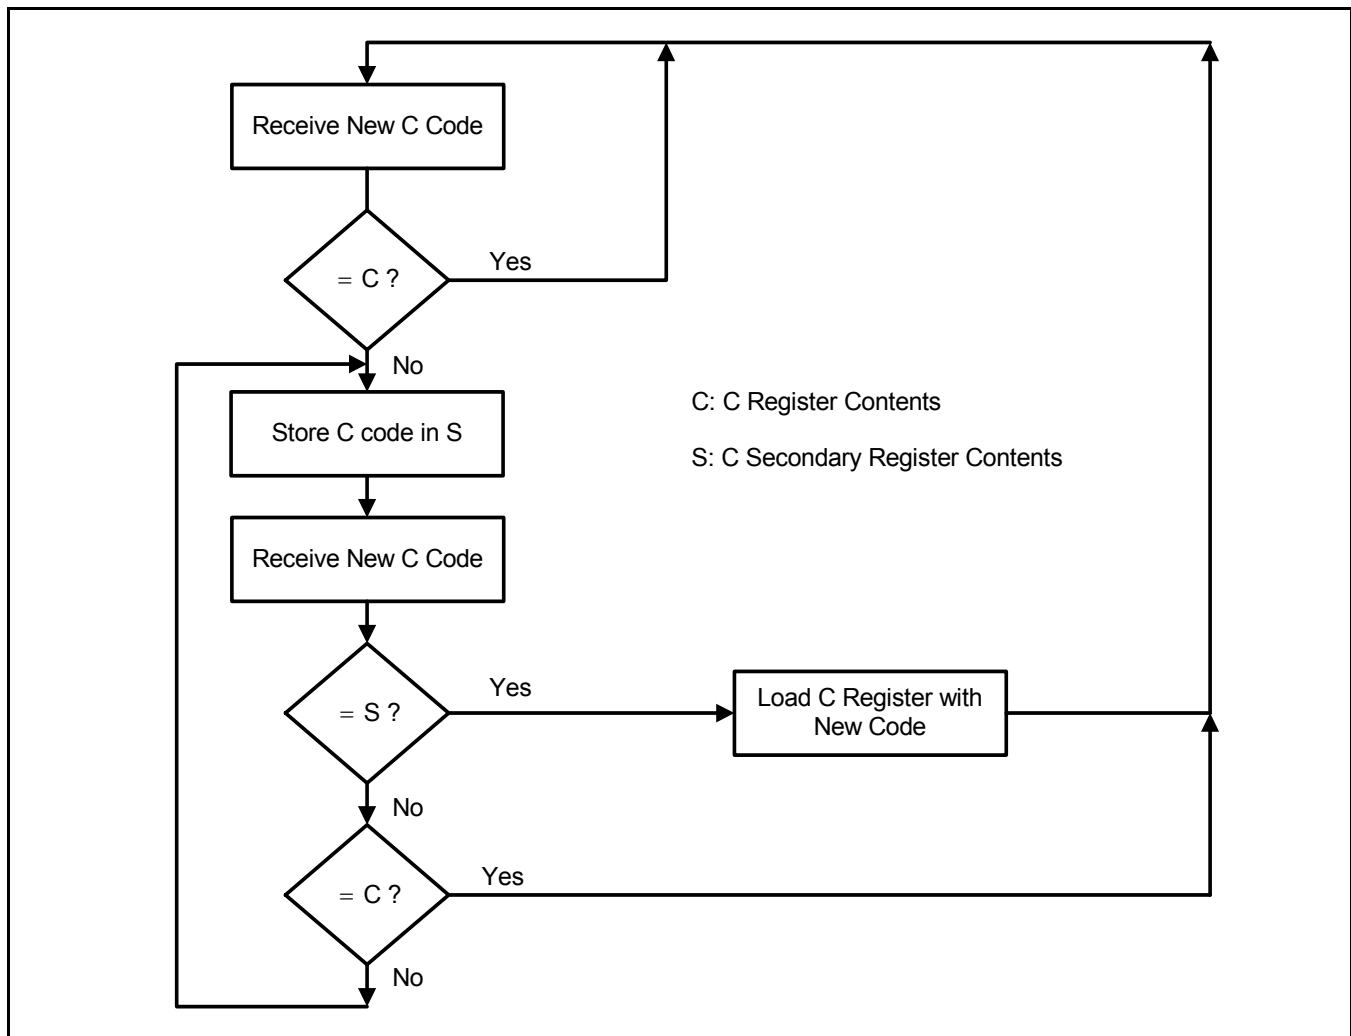 Receive New C Code
= C ?
Yes
No
Store C code in S
C: C Register Contents
S: C Secondary Register Contents
Receive New C Code
= S ?
Yes
Load C Register with
New Code
No
= C ?
Yes
No